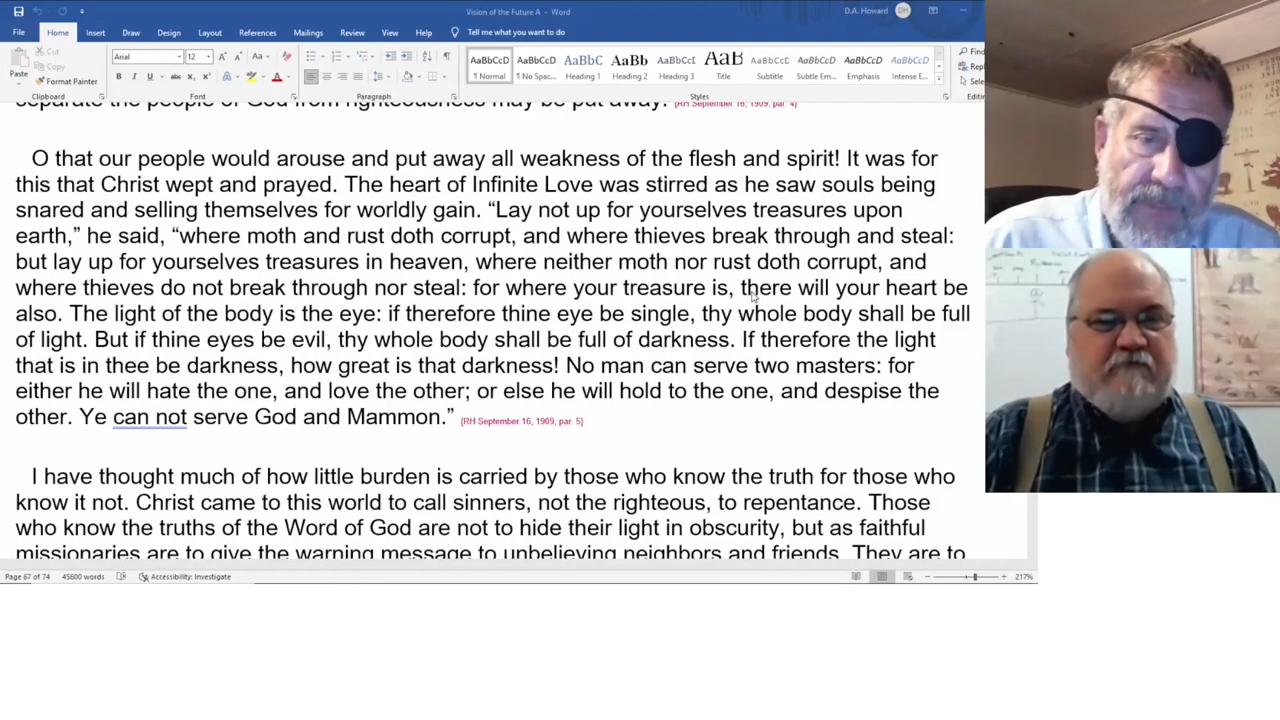 Vision of the Future A - Word
D.A. Howard
DH
File Home Insert Draw Design Layout References Mailings Review View Help Tell me what you want to do
Cut
Copy
Paste
Format Painter
Arial 12
Clipboard Font Paragraph Styles
AaBbCcD AaBbCcD AaBbC AaBb AaBbCcI AaB AaBbCcD AaBbCcD AaBbCcD AaBbCcD
¶ Normal ¶ No Spac... Heading 1 Heading 2 Heading 3 Title Subtitle Subtle Em... Emphasis Intense E...
separate the people of God from righteousness may be put away. {RH September 16, 1909, par. 4}
O that our people would arouse and put away all weakness of the flesh and spirit! It was for
this that Christ wept and prayed. The heart of Infinite Love was stirred as he saw souls being
snared and selling themselves for worldly gain. “Lay not up for yourselves treasures upon
earth,” he said, “where moth and rust doth corrupt, and where thieves break through and steal:
but lay up for yourselves treasures in heaven, where neither moth nor rust doth corrupt, and
where thieves do not break through nor steal: for where your treasure is, there will your heart be
also. The light of the body is the eye: if therefore thine eye be single, thy whole body shall be full
of light. But if thine eyes be evil, thy whole body shall be full of darkness. If therefore the light
that is in thee be darkness, how great is that darkness! No man can serve two masters: for
either he will hate the one, and love the other; or else he will hold to the one, and despise the
other. Ye can not serve God and Mammon.” {RH September 16, 1909, par. 5}
I have thought much of how little burden is carried by those who know the truth for those who
know it not. Christ came to this world to call sinners, not the righteous, to repentance. Those
who know the truths of the Word of God are not to hide their light in obscurity, but as faithful
missionaries are to give the warning message to unbelieving neighbors and friends. They are to
Page 67 of 74 45600 words Accessibility: Investigate 217%